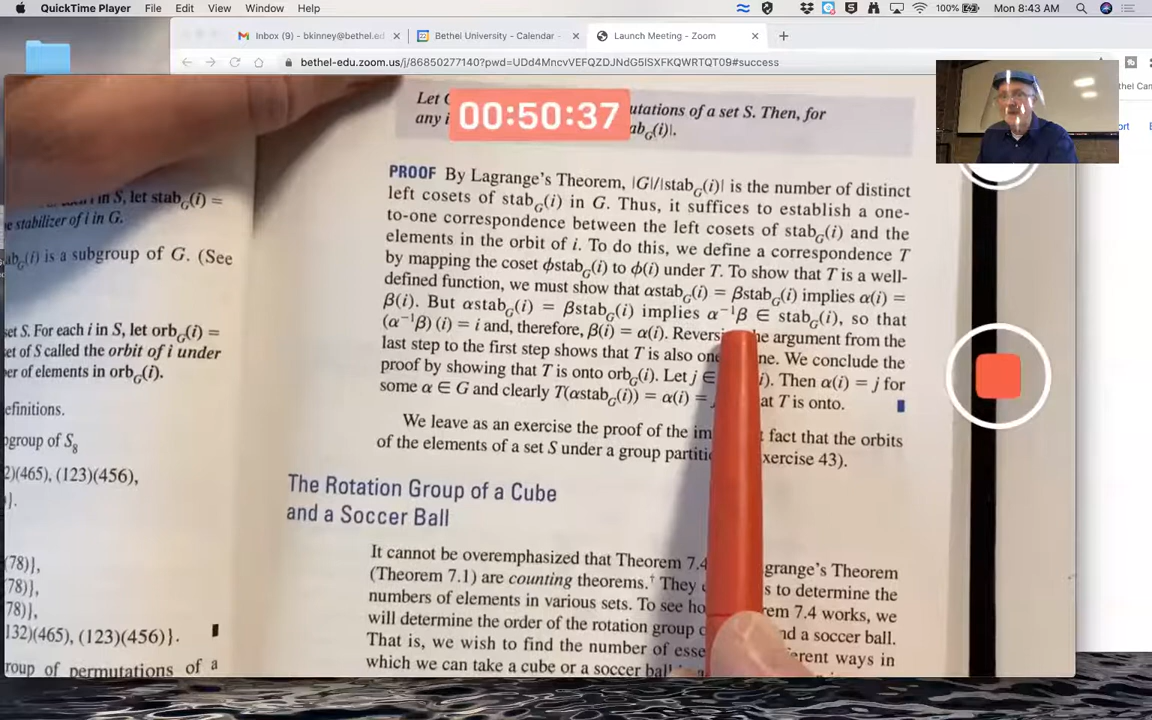 QuickTime Player File Edit View Window Help
100% Mon 8:43 AM
Inbox (9) - bkinney@bethel.ed
Bethel University - Calendar -
Launch Meeting - Zoom
bethel-edu.zoom.us/j/86850277140?pwd=UDd4MncvVEFQZDJNdG5lSXFKQWRTQT09#success
00:50:37
Let
utations of a set S. Then, for
any
PROOF By Lagrange's Theorem, |G|/|stab_G(i)| is the number of distinct
left cosets of stab_G(i) in G. Thus, it suffices to establish a one-
to-one correspondence between the left cosets of stab_G(i) and the
elements in the orbit of i. To do this, we define a correspondence T
by mapping the coset ϕstab_G(i) to ϕ(i) under T. To show that T is a well-
defined function, we must show that αstab_G(i) = βstab_G(i) implies α(i) =
β(i). But αstab_G(i) = βstab_G(i) implies α⁻¹β ∈ stab_G(i), so that
(α⁻¹β) (i) = i and, therefore, β(i) = α(i). Reversi he argument from the
last step to the first step shows that T is also one ne. We conclude the
proof by showing that T is onto orb_G(i). Let j ∈ i). Then α(i) = j for
some α ∈ G and clearly T(αstab_G(i)) = α(i) = at T is onto.
We leave as an exercise the proof of the im t fact that the orbits
of the elements of a set S under a group partiti xercise 43).
The Rotation Group of a Cube
and a Soccer Ball
It cannot be overemphasized that Theorem 7.4 grange's Theorem
(Theorem 7.1) are counting theorems.† They s to determine the
numbers of elements in various sets. To see ho rem 7.4 works, we
will determine the order of the rotation group nd a soccer ball.
That is, we wish to find the number of esse erent ways in
which we can take a cube or a soccer ball
in S, let stab_G(i) =
e stabilizer of i in G.
ab_G(i) is a subgroup of G. (See
set S. For each i in S, let orb_G(i) =
et of S called the orbit of i under
er of elements in orb_G(i).
efinitions.
bgroup of S₈
2)(465), (123)(456),
}.
(78)},
(78)},
(78)},
132)(465), (123)(456)}.
roup of permutations of a